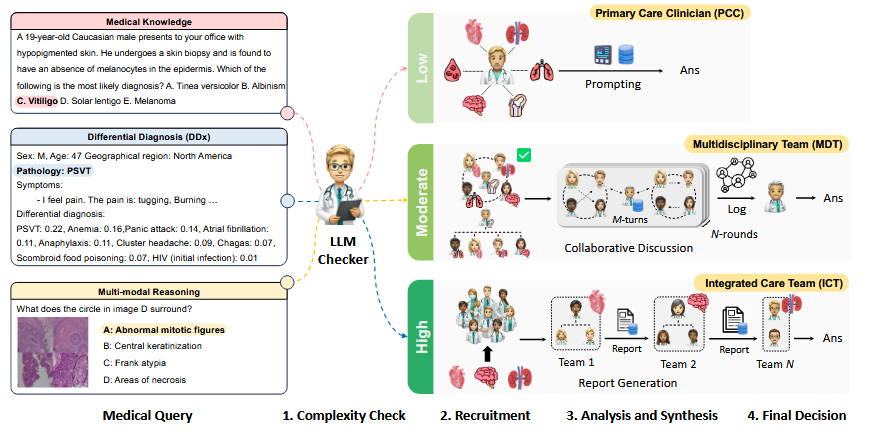 Medical Knowledge
A 19-year-old Caucasian male presents to your office with
hypopigmented skin. He undergoes a skin biopsy and is found to
have an absence of melanocytes in the epidermis. Which of the
following is the most likely diagnosis? A. Tinea versicolor B. Albinism
C. Vitiligo D. Solar lentigo E. Melanoma
Differential Diagnosis (DDx)
Sex: M, Age: 47 Geographical region: North America
Pathology: PSVT
Symptoms:
- I feel pain. The pain is: tugging, Burning …
Differential diagnosis:
PSVT: 0.22, Anemia: 0.16,Panic attack: 0.14, Atrial fibrillation:
0.11, Anaphylaxis: 0.11, Cluster headache: 0.09, Chagas: 0.07,
Scombroid food poisoning: 0.07, HIV (initial infection): 0.01
Multi-modal Reasoning
What does the circle in image D surround?
A: Abnormal mitotic figures
B: Central keratinization
C: Frank atypia
D: Areas of necrosis
Medical Query
LLM
Checker
1. Complexity Check
Low
Primary Care Clinician (PCC)
Prompting
Ans
Moderate
Multidisciplinary Team (MDT)
M-turns
Collaborative Discussion
Log
N-rounds
Ans
High
Integrated Care Team (ICT)
Team 1
Report
Team 2
Report
Team N
Ans
Report Generation
2. Recruitment
3. Analysis and Synthesis
4. Final Decision